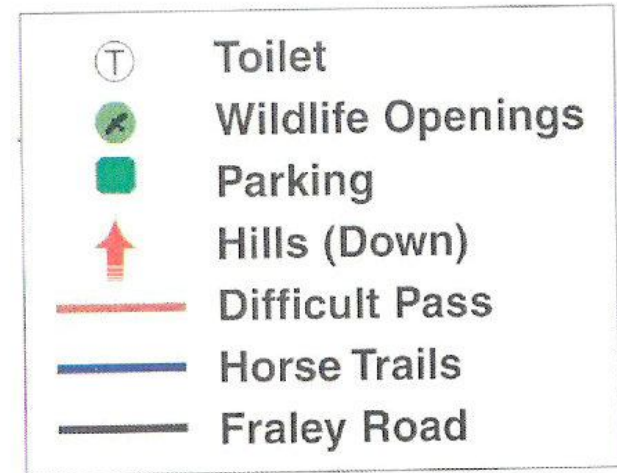 T Toilet
Wildlife Openings
Parking
Hills (Down)
Difficult Pass
Horse Trails
Fraley Road